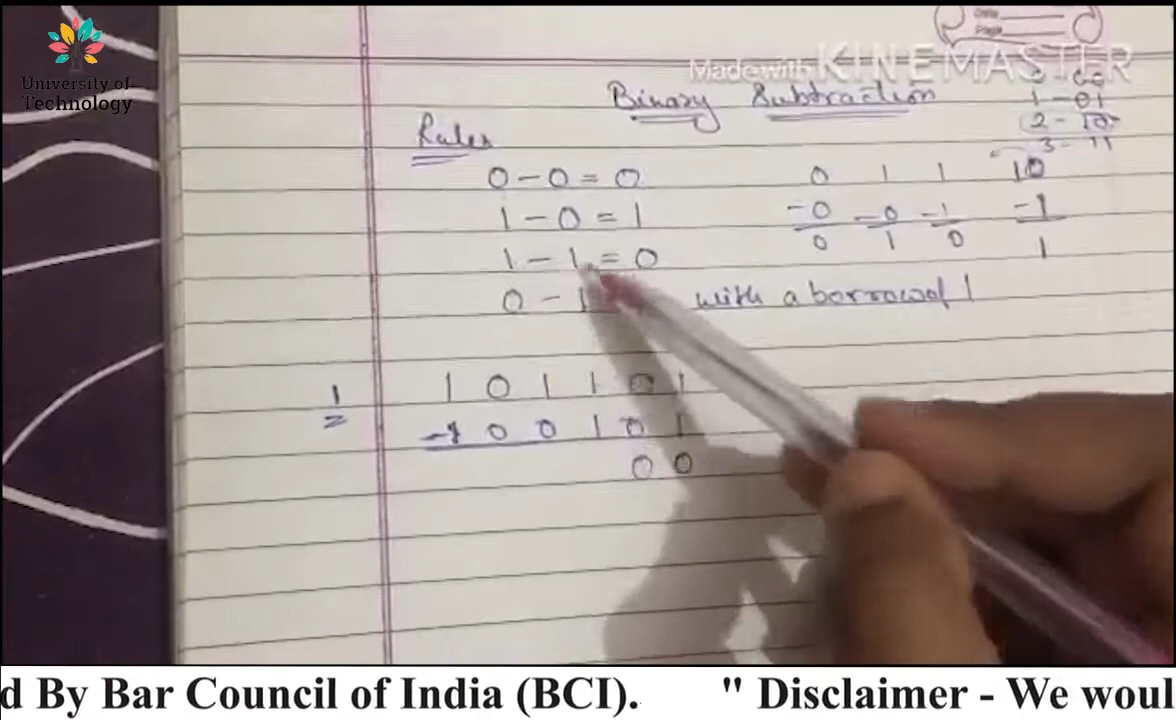 University of
Technology
Made with KINEMASTER
Date
Page
Binary Subtraction
1 - 01
2 - 10
3 - 11
Rules
0 - 0 = 0
1 - 0 = 1
1 - 1 = 0
0 - 1 with a borrow of 1
0 1 1 10
-0 -0 -1 -1
0 1 0 1
1 1 0 1 1 0 1
-1 0 0 1 0 1
0 0
d By Bar Council of India (BCI). " Disclaimer - We woul